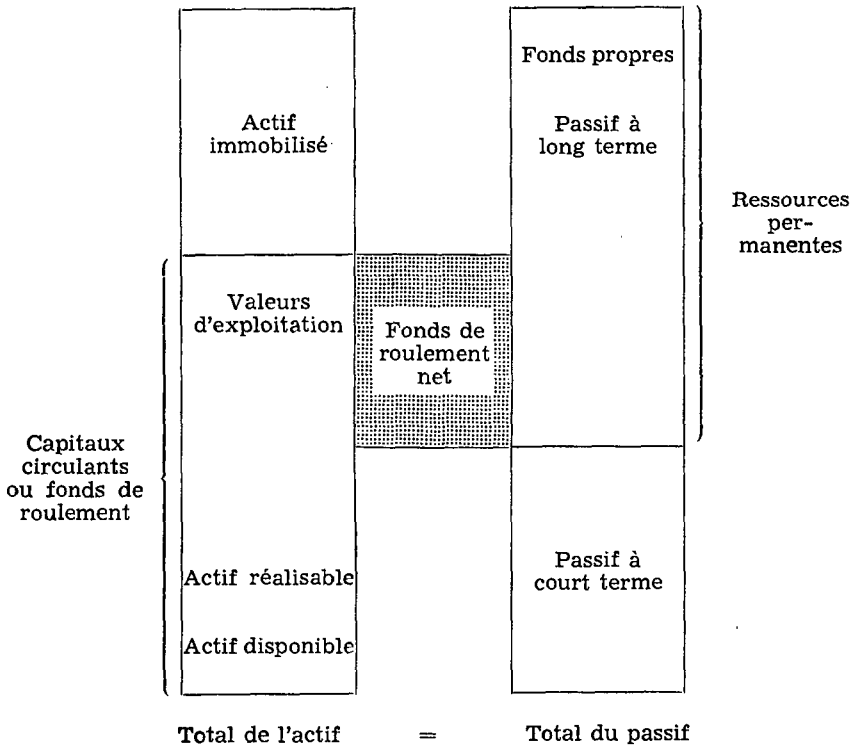 Fonds propres
Actif
immobilisé
Passif à
long terme
Ressources
per-
manentes
Valeurs
d'exploitation
Fonds de
roulement
net
Capitaux
circulants
ou fonds de
roulement
Actif réalisable
Passif à
court terme
Actif disponible
Total de l'actif = Total du passif